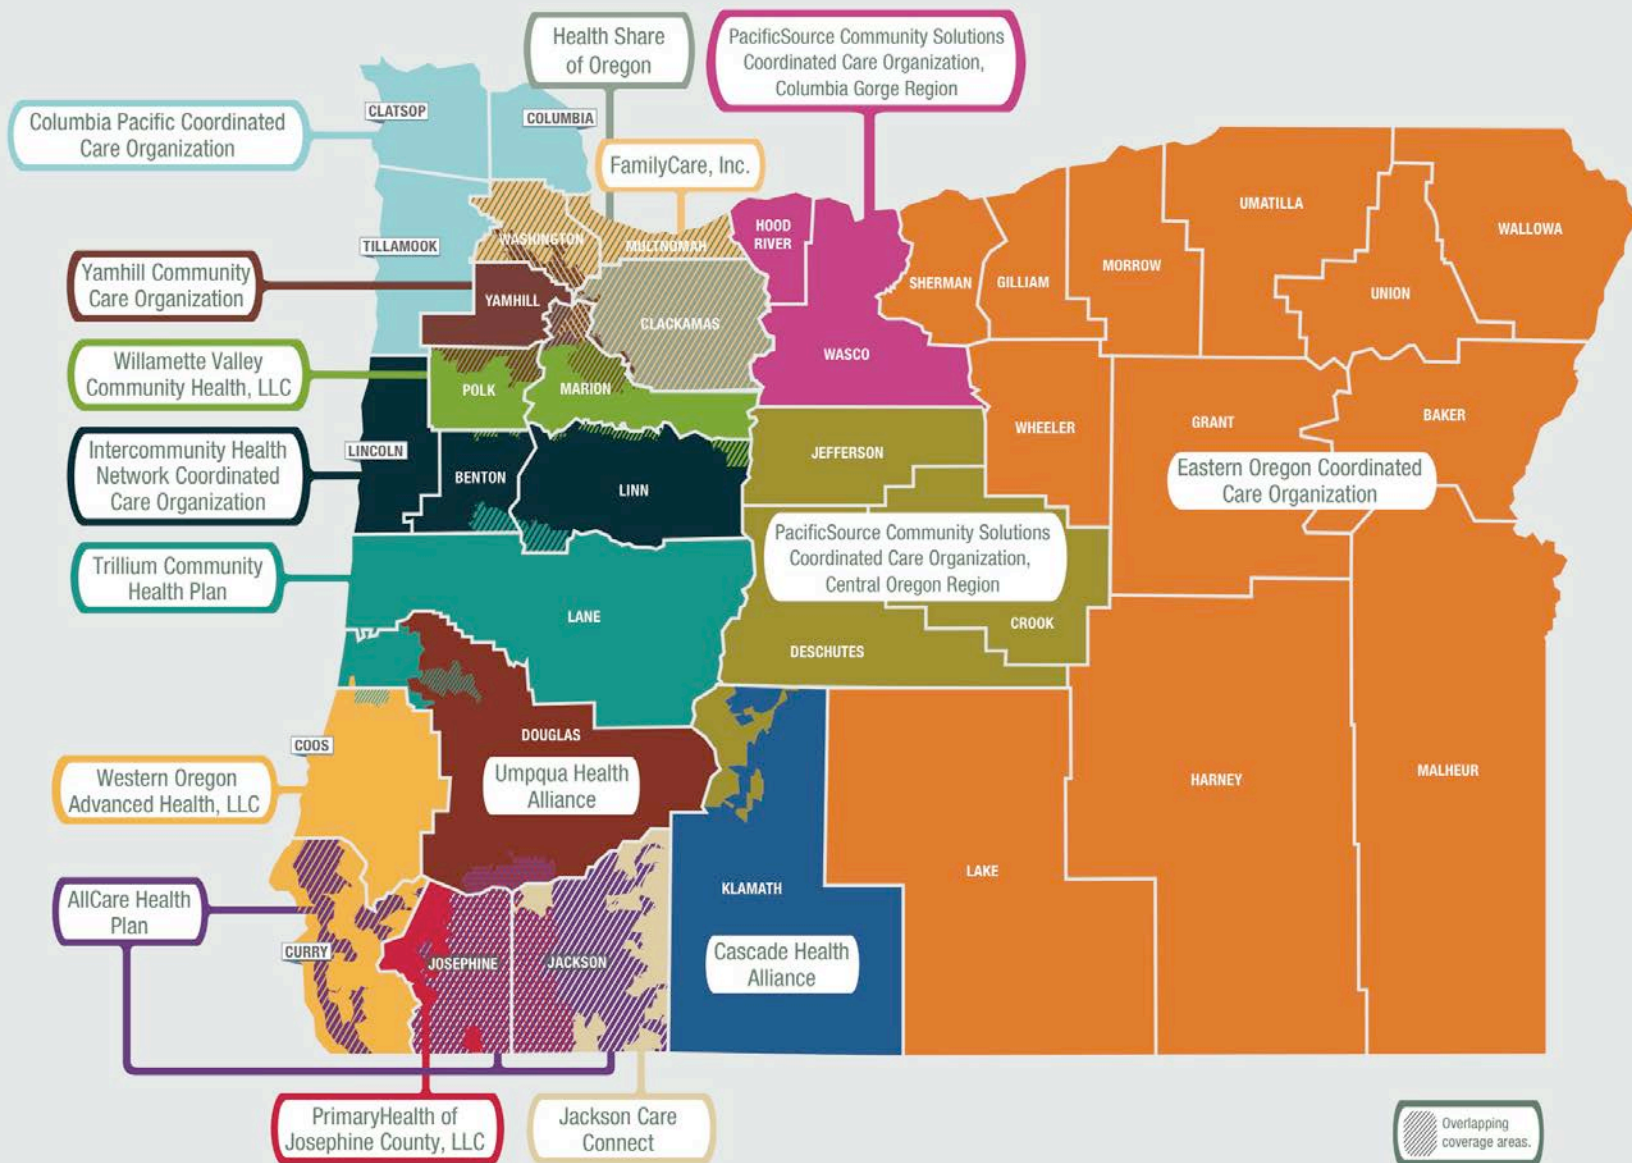 Health Share
of Oregon
PacificSource Community Solutions
Coordinated Care Organization,
Columbia Gorge Region
Columbia Pacific Coordinated
Care Organization
CLATSOP
COLUMBIA
FamilyCare, Inc.
TILLAMOOK
WASHINGTON
MULTNOMAH
HOOD
RIVER
UMATILLA
WALLOWA
Yamhill Community
Care Organization
YAMHILL
CLACKAMAS
SHERMAN
GILLIAM
MORROW
UNION
WASCO
Willamette Valley
Community Health, LLC
POLK
MARION
WHEELER
GRANT
BAKER
Intercommunity Health
Network Coordinated
Care Organization
LINCOLN
BENTON
LINN
JEFFERSON
Eastern Oregon Coordinated
Care Organization
PacificSource Community Solutions
Coordinated Care Organization,
Central Oregon Region
Trillium Community
Health Plan
LANE
CROOK
DESCHUTES
COOS
DOUGLAS
Umpqua Health
Alliance
Western Oregon
Advanced Health, LLC
HARNEY
MALHEUR
LAKE
KLAMATH
AllCare Health
Plan
CURRY
JOSEPHINE
JACKSON
Cascade Health
Alliance
PrimaryHealth of
Josephine County, LLC
Jackson Care
Connect
Overlapping
coverage areas.